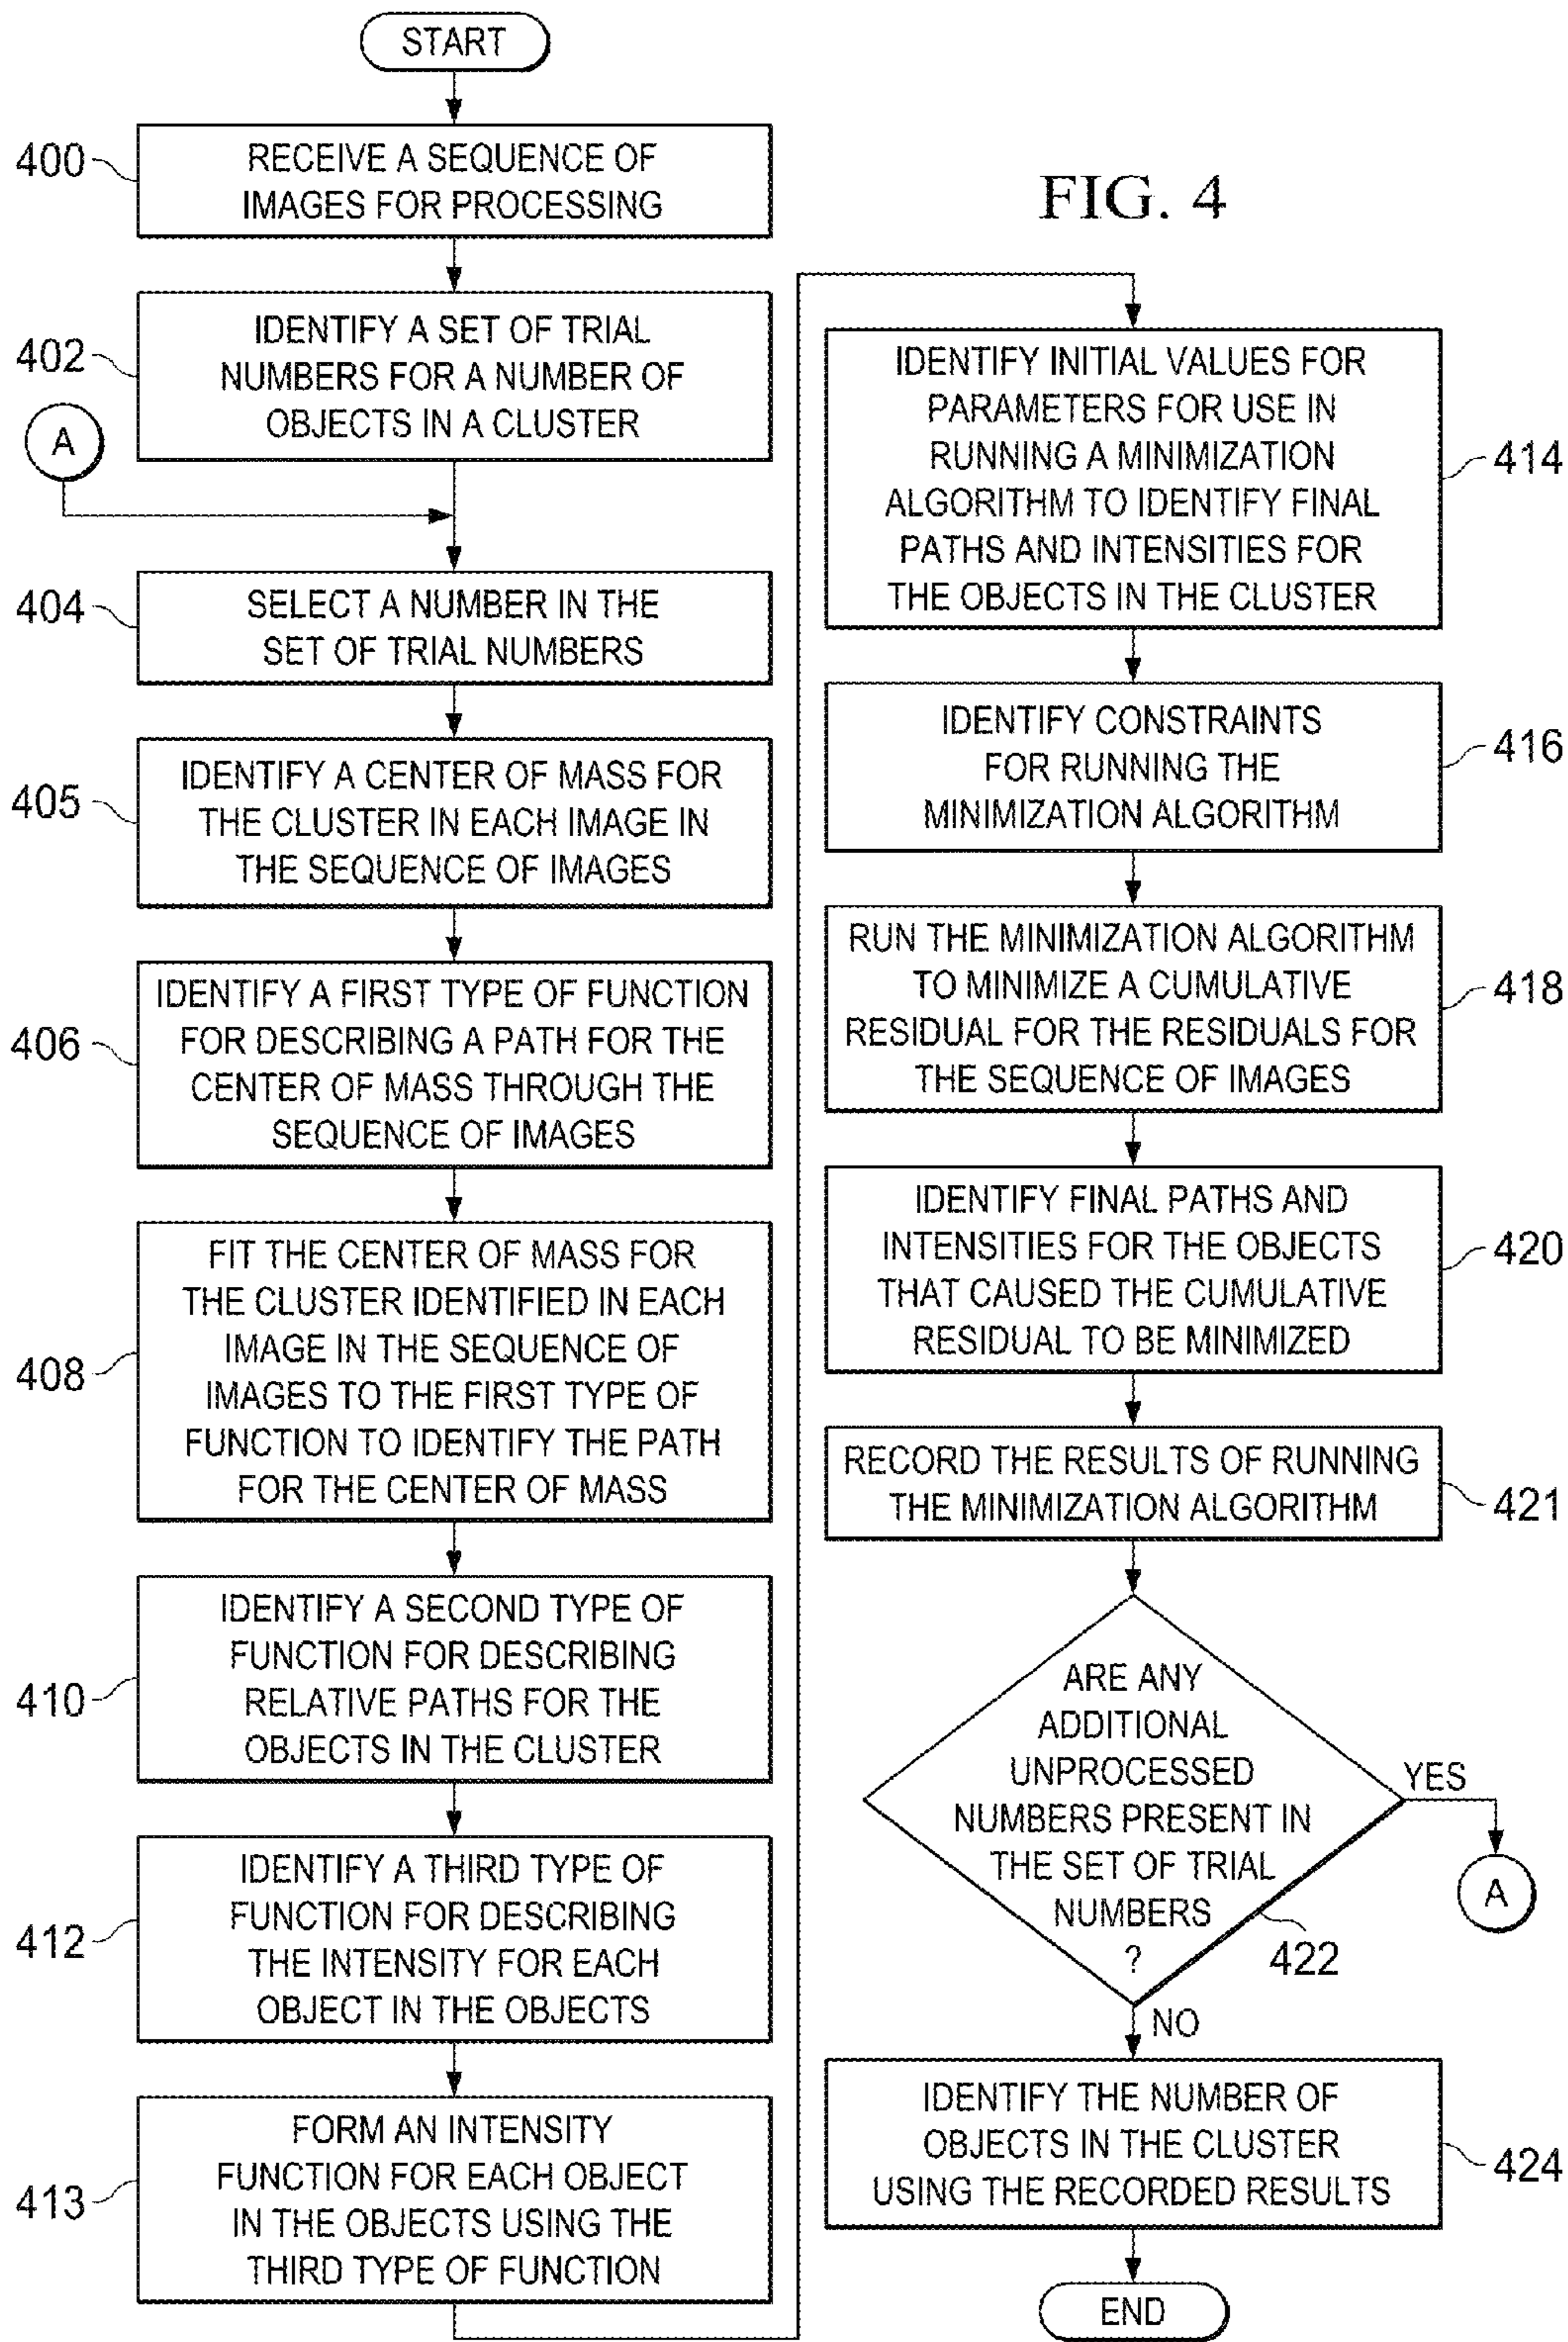 START
400
RECEIVE A SEQUENCE OF
IMAGES FOR PROCESSING
402
IDENTIFY A SET OF TRIAL
NUMBERS FOR A NUMBER OF
OBJECTS IN A CLUSTER
A
404
SELECT A NUMBER IN THE
SET OF TRIAL NUMBERS
405
IDENTIFY A CENTER OF MASS FOR
THE CLUSTER IN EACH IMAGE IN
THE SEQUENCE OF IMAGES
406
IDENTIFY A FIRST TYPE OF FUNCTION
FOR DESCRIBING A PATH FOR THE
CENTER OF MASS THROUGH THE
SEQUENCE OF IMAGES
408
FIT THE CENTER OF MASS FOR
THE CLUSTER IDENTIFIED IN EACH
IMAGE IN THE SEQUENCE OF
IMAGES TO THE FIRST TYPE OF
FUNCTION TO IDENTIFY THE PATH
FOR THE CENTER OF MASS
410
IDENTIFY A SECOND TYPE OF
FUNCTION FOR DESCRIBING
RELATIVE PATHS FOR THE
OBJECTS IN THE CLUSTER
412
IDENTIFY A THIRD TYPE OF
FUNCTION FOR DESCRIBING
THE INTENSITY FOR EACH
OBJECT IN THE OBJECTS
413
FORM AN INTENSITY
FUNCTION FOR EACH OBJECT
IN THE OBJECTS USING THE
THIRD TYPE OF FUNCTION
FIG. 4
IDENTIFY INITIAL VALUES FOR
PARAMETERS FOR USE IN
RUNNING A MINIMIZATION
ALGORITHM TO IDENTIFY FINAL
PATHS AND INTENSITIES FOR
THE OBJECTS IN THE CLUSTER
414
IDENTIFY CONSTRAINTS
FOR RUNNING THE
MINIMIZATION ALGORITHM
416
RUN THE MINIMIZATION ALGORITHM
TO MINIMIZE A CUMULATIVE
RESIDUAL FOR THE RESIDUALS FOR
THE SEQUENCE OF IMAGES
418
IDENTIFY FINAL PATHS AND
INTENSITIES FOR THE OBJECTS
THAT CAUSED THE CUMULATIVE
RESIDUAL TO BE MINIMIZED
420
RECORD THE RESULTS OF RUNNING
THE MINIMIZATION ALGORITHM
421
ARE ANY
ADDITIONAL
UNPROCESSED
NUMBERS PRESENT IN
THE SET OF TRIAL
NUMBERS
?
422
YES
A
NO
IDENTIFY THE NUMBER OF
OBJECTS IN THE CLUSTER
USING THE RECORDED RESULTS
424
END